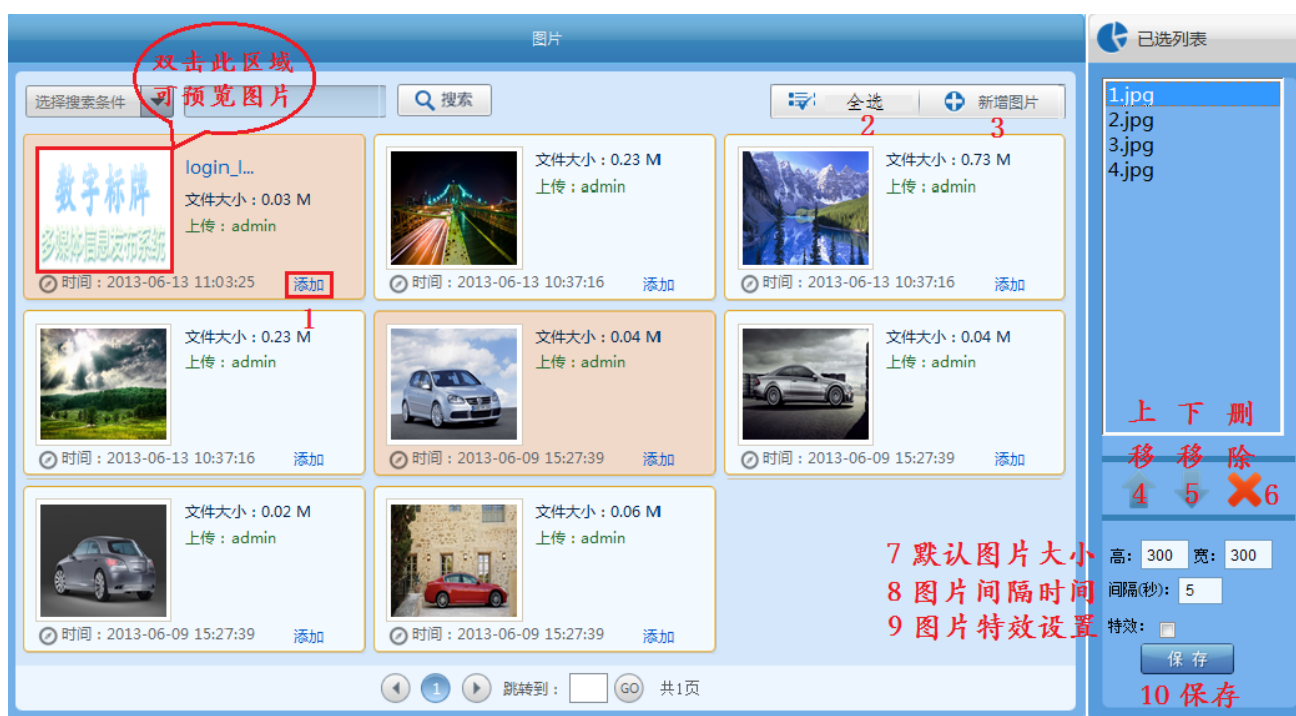 图片
已选列表
双击此区域
可预览图片
选择搜素条件
搜索
全选
新增图片
2
3
1.jpg
2.jpg
3.jpg
4.jpg
数字标牌
多媒体信息发布系统
login_l...
文件大小：0.03 M
上传：admin
时间：2013-06-13 11:03:25
添加
1
文件大小：0.23 M
上传：admin
时间：2013-06-13 10:37:16
添加
文件大小：0.73 M
上传：admin
时间：2013-06-13 10:37:16
添加
文件大小：0.23 M
上传：admin
时间：2013-06-13 10:37:16
添加
文件大小：0.04 M
上传：admin
时间：2013-06-09 15:27:39
添加
文件大小：0.04 M
上传：admin
时间：2013-06-09 15:27:39
添加
文件大小：0.02 M
上传：admin
时间：2013-06-09 15:27:39
添加
文件大小：0.06 M
上传：admin
时间：2013-06-09 15:27:39
添加
上 下 删
移 移 除
4 5 6
7 默认图片大小
8 图片间隔时间
9 图片特效设置
高： 300 宽： 300
间隔(秒)： 5
特效：
保 存
10 保存
1
跳转到：
GO
共1页